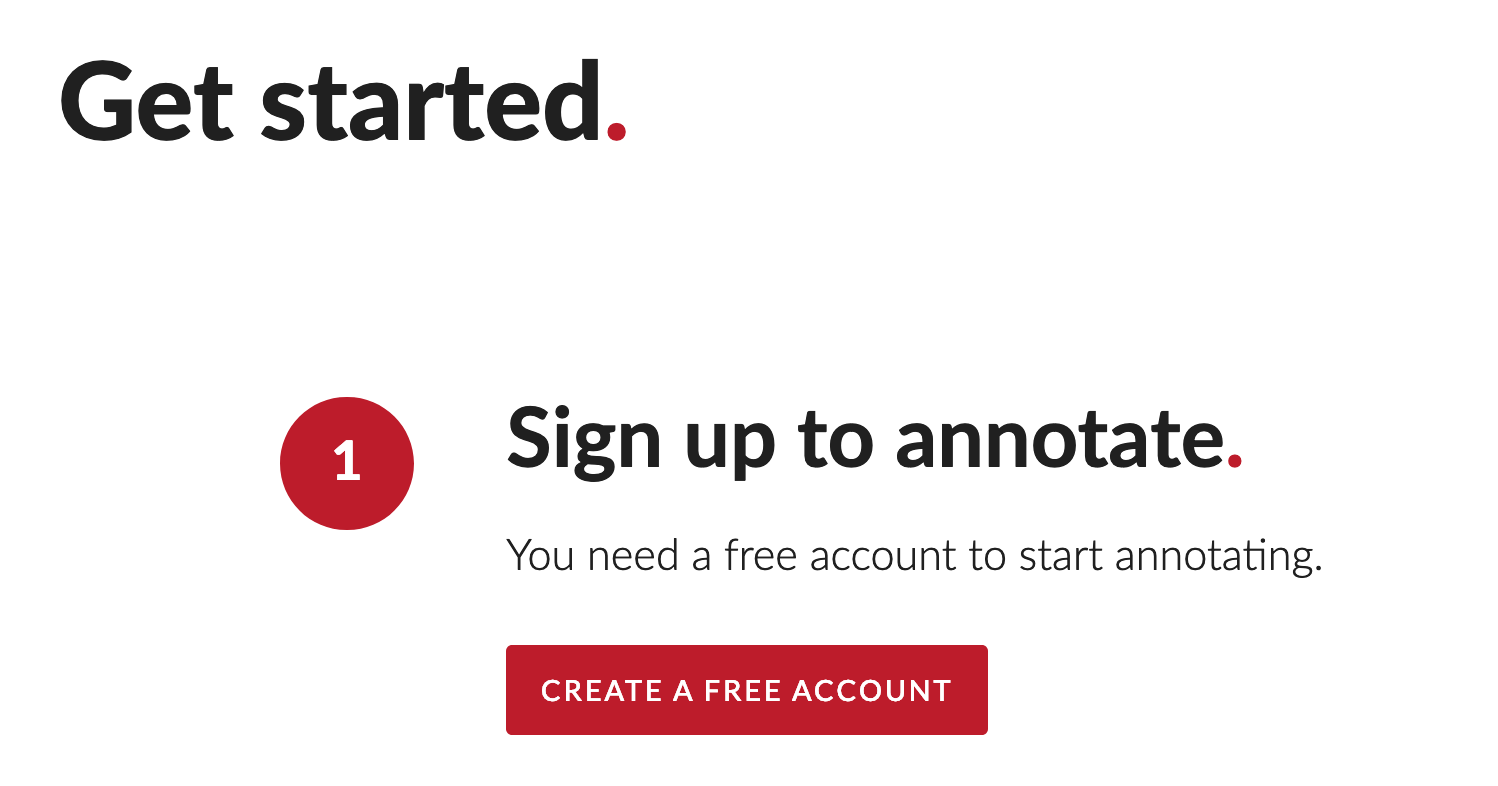 Get started.
1
Sign up to annotate.
You need a free account to start annotating.
CREATE A FREE ACCOUNT